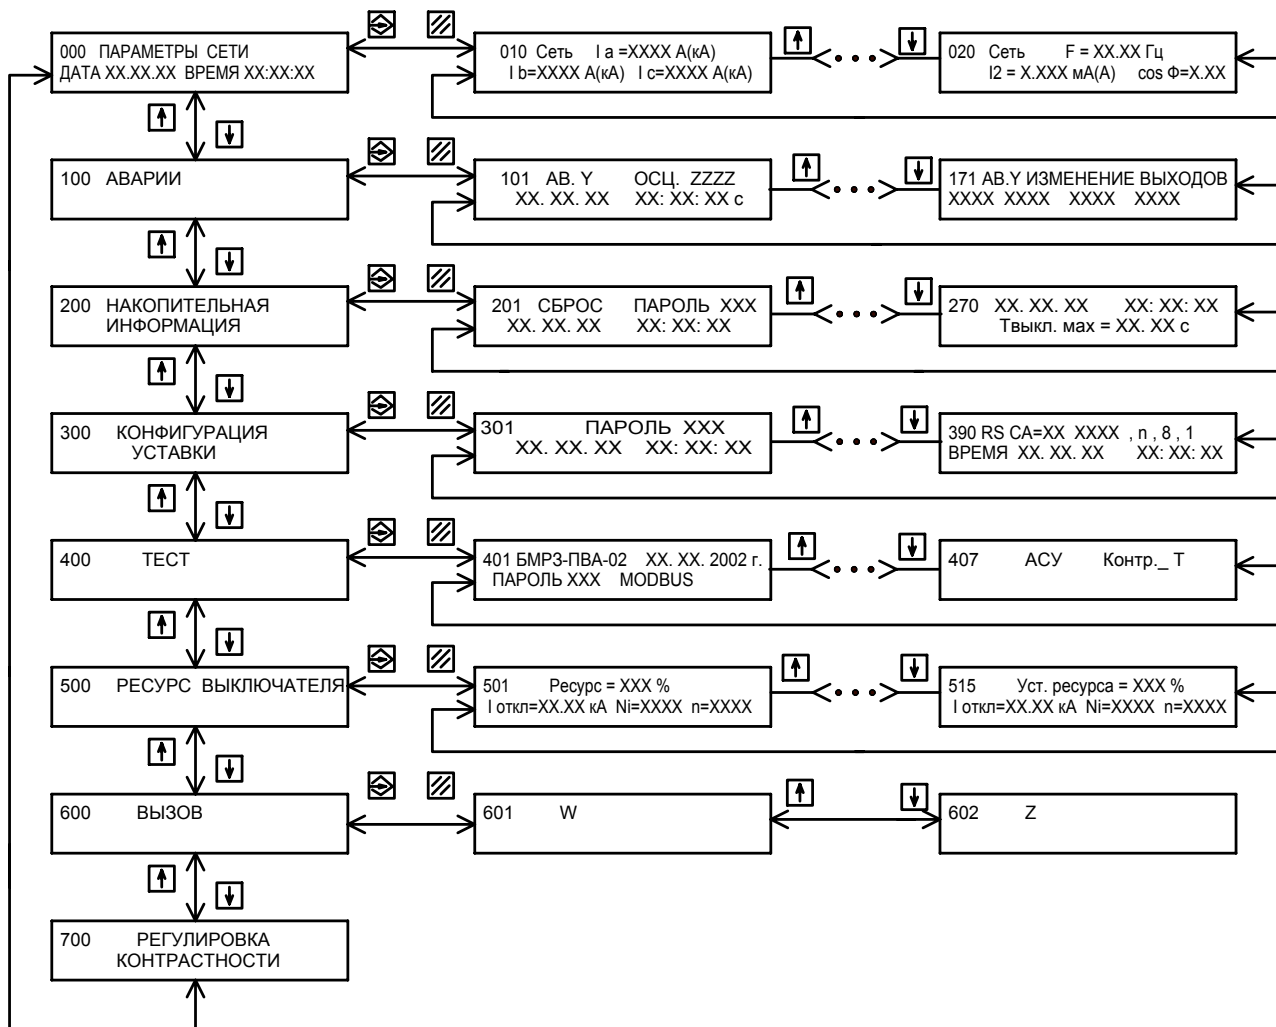 000 ПАРАМЕТРЫ СЕТИ
ДАТА XX.XX.XX ВРЕМЯ XX:XX:XX
010 Сеть I a =XXXX А(кА)
I b=XXXX А(кА) I c=XXXX А(кА)
020 Сеть F = XX.XX Гц
I2 = X.XXX мА(А) cos Ф=X.XX
100 АВАРИИ
101 АВ. Y ОСЦ. ZZZZ
XX. XX. XX XX: XX: XX с
171 АВ.Y ИЗМЕНЕНИЕ ВЫХОДОВ
XXXX XXXX XXXX XXXX
200 НАКОПИТЕЛЬНАЯ
ИНФОРМАЦИЯ
201 СБРОС ПАРОЛЬ XXX
XX. XX. XX XX: XX: XX
270 XX. XX. XX XX: XX: XX
Твыкл. мах = XX. XX с
300 КОНФИГУРАЦИЯ
УСТАВКИ
301 ПАРОЛЬ XXX
XX. XX. XX XX: XX: XX
390 RS CA=XX XXXX , n , 8 , 1
ВРЕМЯ XX. XX. XX XX: XX: XX
400 ТЕСТ
401 БМРЗ-ПВА-02 XX. XX. 2002 г.
ПАРОЛЬ XXX MODBUS
407 АСУ Контр._ Т
500 РЕСУРС ВЫКЛЮЧАТЕЛЯ
501 Ресурс = XXX %
I откл=XX.XX кА Ni=XXXX n=XXXX
515 Уст. ресурса = XXX %
I откл=XX.XX кА Ni=XXXX n=XXXX
600 ВЫЗОВ
601 W
602 Z
700 РЕГУЛИРОВКА
КОНТРАСТНОСТИ